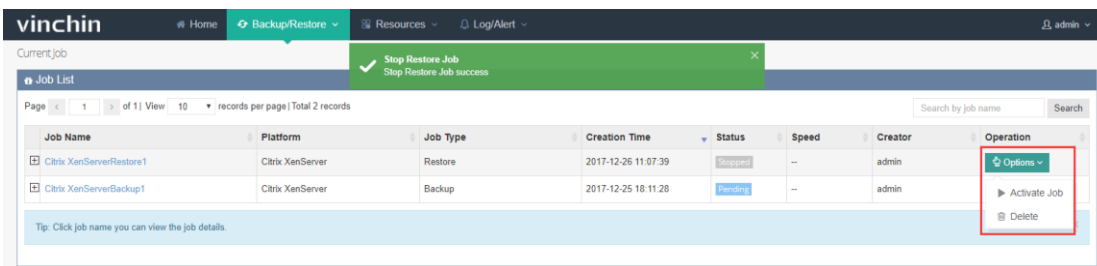 vinchin Home Backup/Restore Resources Log/Alert admin
Current Job
Stop Restore Job
Stop Restore Job success
Job List
Page 1 of 1| View 10 records per page | Total 2 records Search by job name Search
Job Name Platform Job Type Creation Time Status Speed Creator Operation
Citrix XenServerRestore1 Citrix XenServer Restore 2017-12-26 11:07:39 Stopped -- admin Options
Citrix XenServerBackup1 Citrix XenServer Backup 2017-12-25 18:11:28 Pending -- admin
Activate Job
Delete
Tip: Click job name you can view the job details.